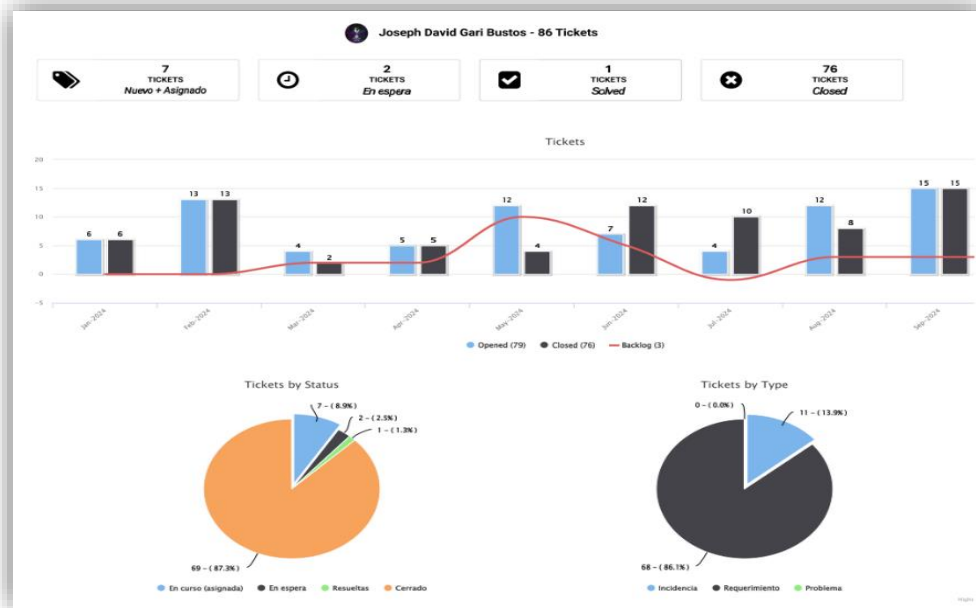 Joseph David Gari Bustos - 86 Tickets
7
TICKETS
Nuevo + Asignado
2
TICKETS
En espera
1
TICKETS
Solved
76
TICKETS
Closed
Tickets
20
15
10
5
0
-5
6 6
13 13
4 2
5 5
12 4
7 12
4 10
12 8
15 15
Jan-2024
Feb-2024
Mar-2024
Apr-2024
May-2024
Jun-2024
Jul-2024
Aug-2024
Sep-2024
Opened (79) Closed (76) Backlog (3)
Tickets by Status
7 - (8.9%)
2 - (2.5%)
1 - (1.3%)
69 - (87.3%)
En curso (asignada) En espera Resueltas Cerrado
Tickets by Type
0 - (0.0%)
11 - (13.9%)
68 - (86.1%)
Incidencia Requerimiento Problema